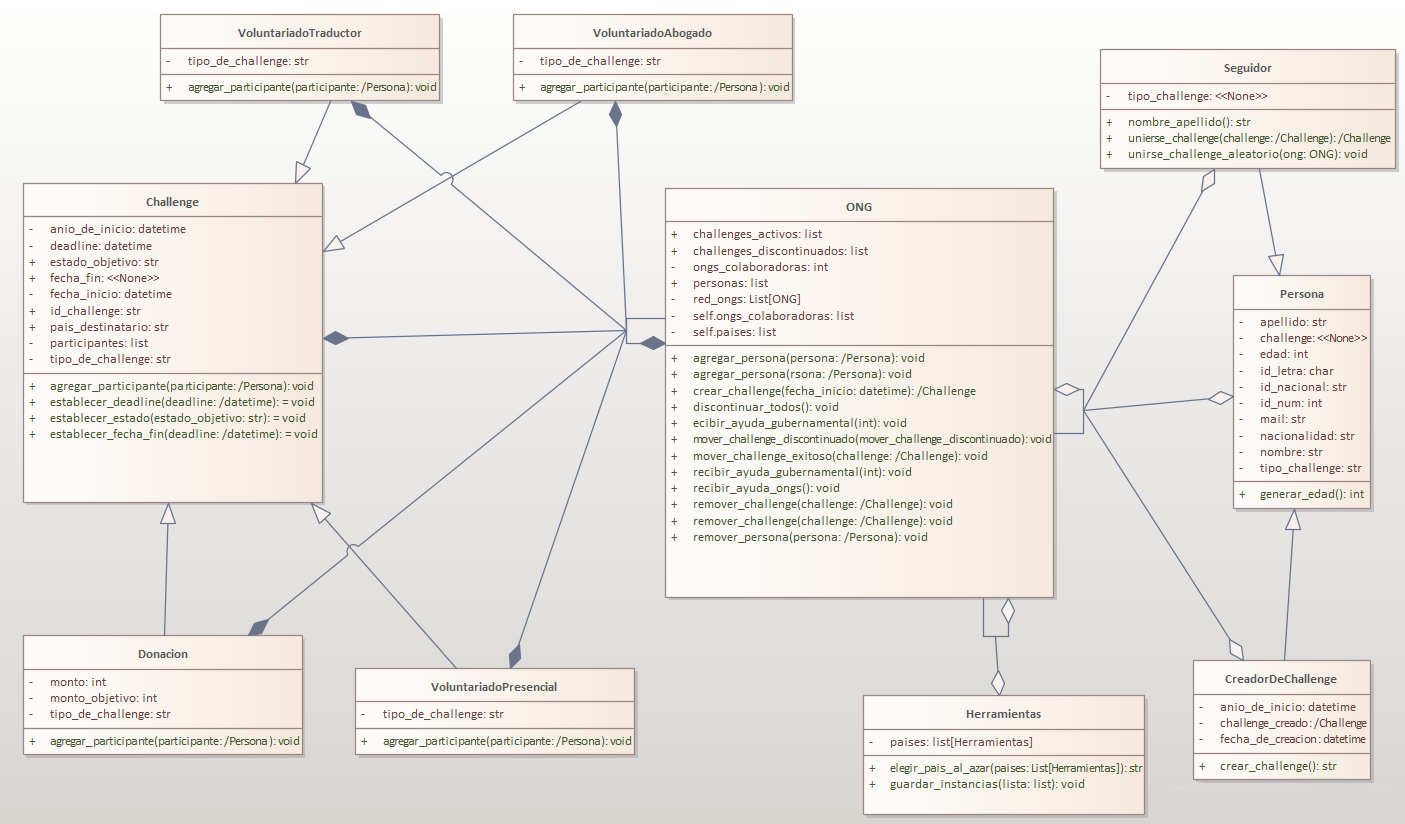 VoluntariadoTraductor
- tipo_de_challenge: str
+ agregar_participante(participante: /Persona): void
VoluntariadoAbogado
- tipo_de_challenge: str
+ agregar_participante(participante: /Persona): void
Seguidor
- tipo_challenge: <<None>>
+ nombre_apellido(): str
+ unierse_challenge(challenge: /Challenge): /Challenge
+ unirse_challenge_aleatorio(ong: ONG): void
Challenge
- anio_de_inicio: datetime
- deadline: datetime
+ estado_objetivo: str
+ fecha_fin: <<None>>
- fecha_inicio: datetime
+ id_challenge: str
+ pais_destinatario: str
- participantes: list
- tipo_de_challenge: str
+ agregar_participante(participante: /Persona): void
+ establecer_deadline(deadline: /datetime): = void
+ establecer_estado(estado_objetivo: str): = void
+ establecer_fecha_fin(deadline: /datetime): = void
ONG
+ challenges_activos: list
+ challenges_discontinuados: list
- ongs_colaboradoras: int
+ personas: list
- red_ongs: List[ONG]
- self.ongs_colaboradoras: list
- self.paises: list
+ agregar_persona(persona: /Persona): void
+ agregar_persona(rsona: /Persona): void
+ crear_challenge(fecha_inicio: datetime): /Challenge
+ discontinuar_todos(): void
+ ecibir_ayuda_gubernamental(int): void
+ mover_challenge_discontinuado(mover_challenge_discontinuado): void
+ mover_challenge_exitoso(challenge: /Challenge): void
+ recibir_ayuda_gubernamental(int): void
+ recibir_ayuda_ongs(): void
+ remover_challenge(challenge: /Challenge): void
+ remover_challenge(challenge: /Challenge): void
+ remover_persona(persona: /Persona): void
Persona
- apellido: str
- challenge: <<None>>
- edad: int
- id_letra: char
- id_nacional: str
- id_num: int
- mail: str
- nacionalidad: str
- nombre: str
- tipo_challenge: str
+ generar_edad(): int
Donacion
- monto: int
- monto_objetivo: int
- tipo_de_challenge: str
+ agregar_participante(participante: /Persona): void
VoluntariadoPresencial
- tipo_de_challenge: str
+ agregar_participante(participante: /Persona): void
Herramientas
- paises: list[Herramientas]
+ elegir_pais_al_azar(paises: List[Herramientas]): str
+ guardar_instancias(lista: list): void
CreadorDeChallenge
- anio_de_inicio: datetime
- challenge_creado: /Challenge
- fecha_de_creacion: datetime
+ crear_challenge(): str